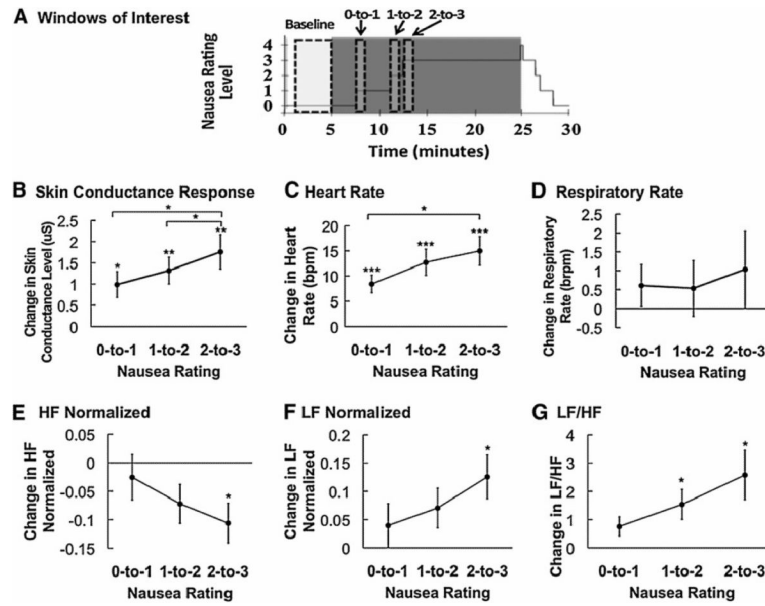 A Windows of Interest
Baseline
0-to-1 1-to-2 2-to-3
Nausea Rating
Level
4
3
2
1
0
0 5 10 15 20 25 30
Time (minutes)
B Skin Conductance Response
Change in Skin
Conductance Level (uS)
2.5
2
1.5
1
0.5
0
*
*
* ** **
0-to-1 1-to-2 2-to-3
Nausea Rating
C Heart Rate
Change in Heart
Rate (bpm)
20
15
10
5
0
*
*** *** ***
0-to-1 1-to-2 2-to-3
Nausea Rating
D Respiratory Rate
Change in Respiratory
Rate (brpm)
2.5
2
1.5
1
0.5
0
-0.5
0-to-1 1-to-2 2-to-3
Nausea Rating
E HF Normalized
Change in HF
Normalized
0.05
0
-0.05
-0.1
-0.15
*
0-to-1 1-to-2 2-to-3
Nausea Rating
F LF Normalized
Change in LF
Normalized
0.2
0.15
0.1
0.05
0
*
0-to-1 1-to-2 2-to-3
Nausea Rating
G LF/HF
Change in LF/HF
4
3
2
1
0
* *
0-to-1 1-to-2 2-to-3
Nausea Rating